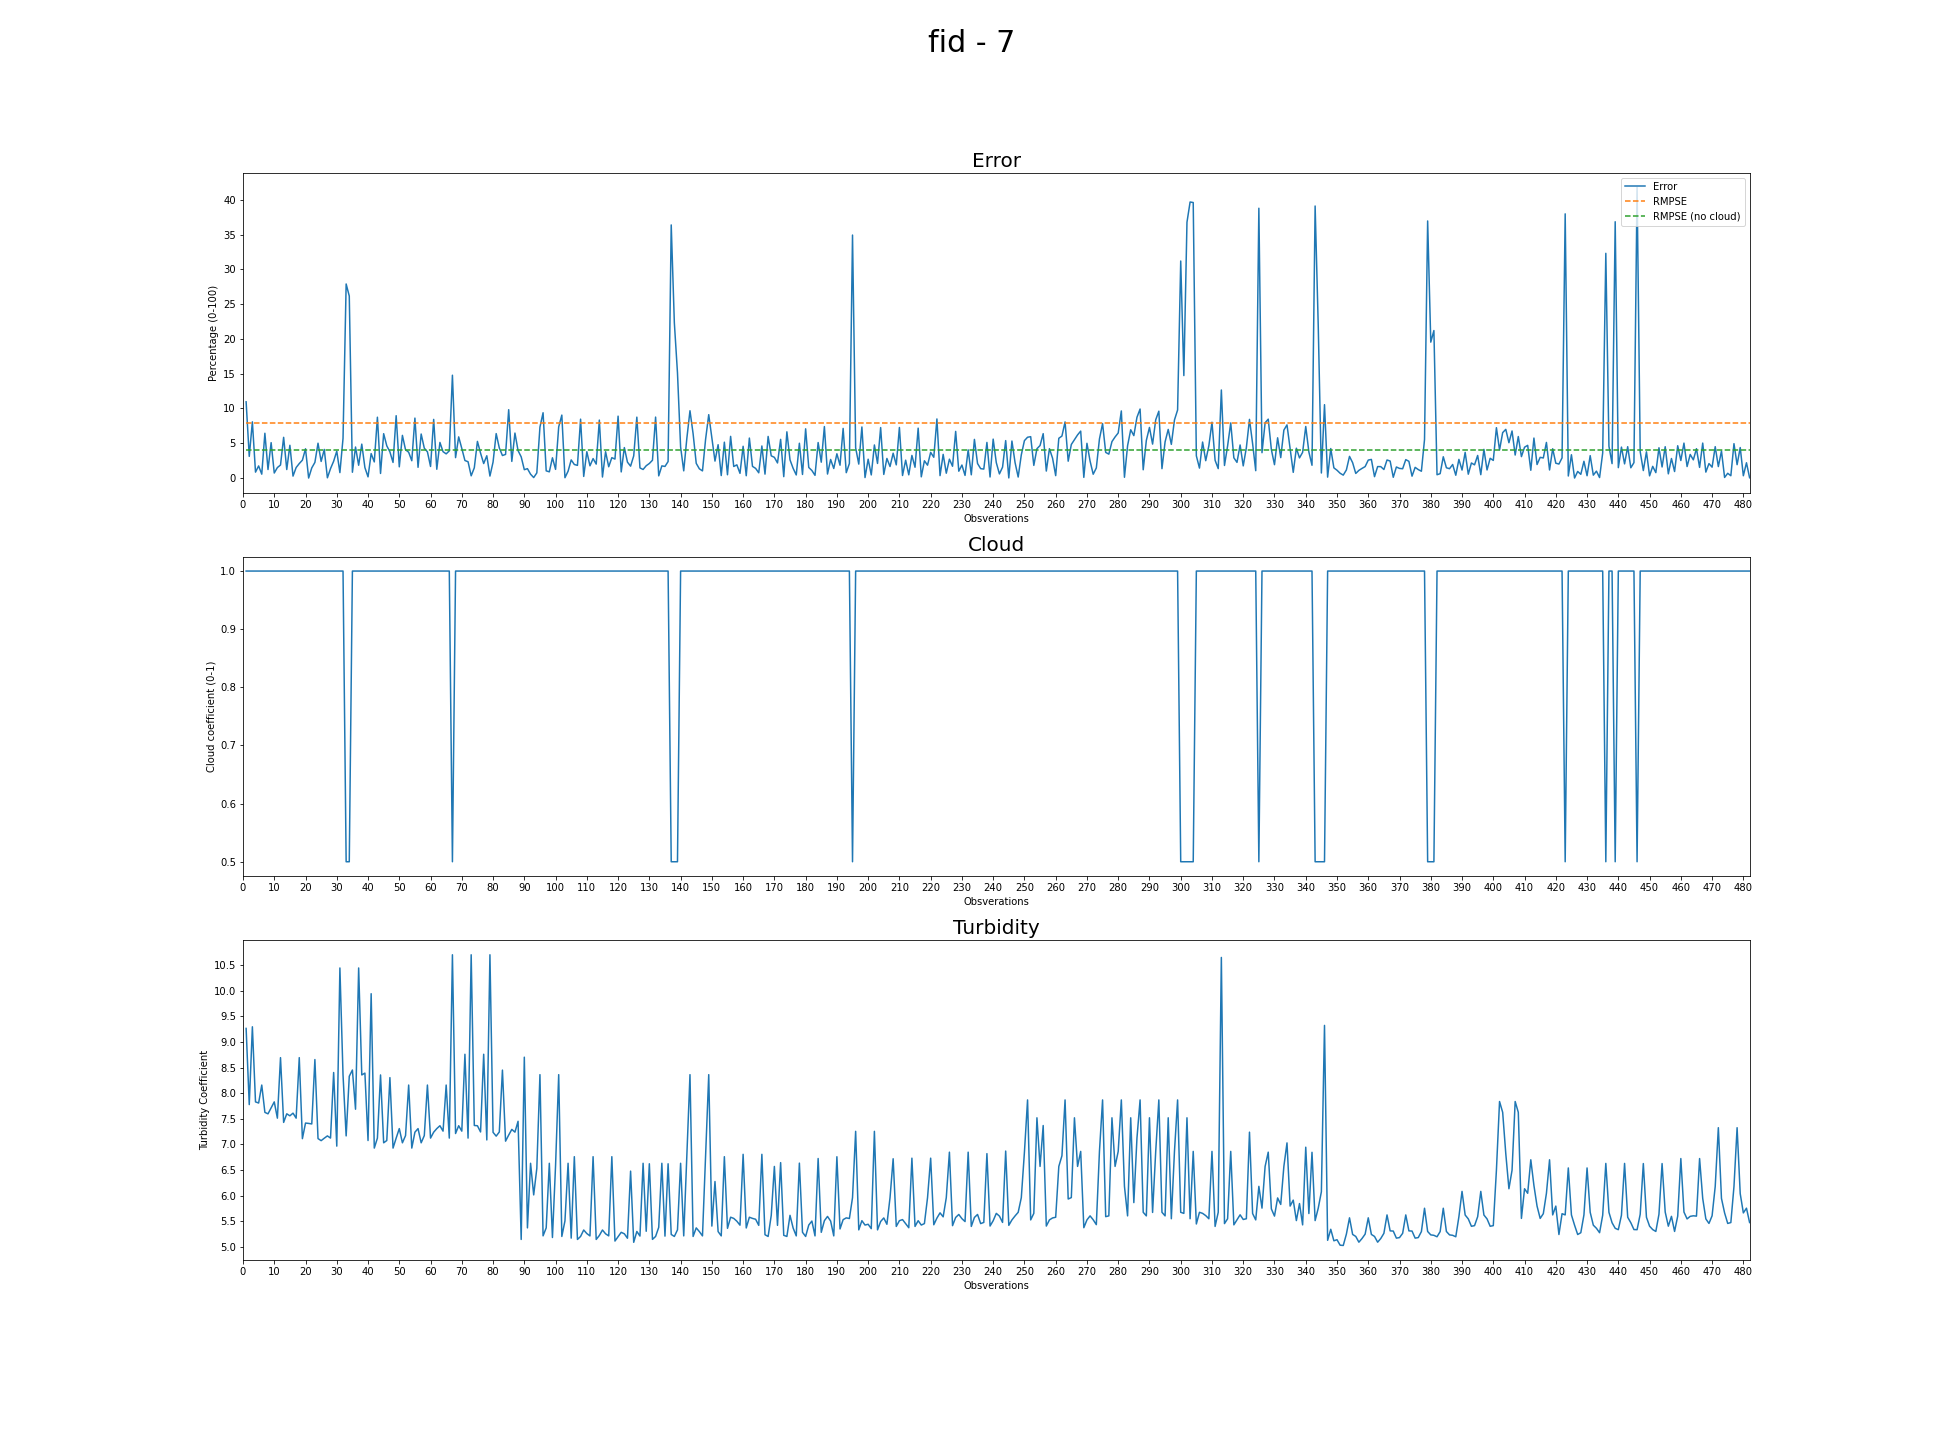 fid - 7
Error
Error
RMPSE
RMPSE (no cloud)
Percentage (0-100)
40
35
30
25
20
15
10
5
0
0 10 20 30 40 50 60 70 80 90 100 110 120 130 140 150 160 170 180 190 200 210 220 230 240 250 260 270 280 290 300 310 320 330 340 350 360 370 380 390 400 410 420 430 440 450 460 470 480
Obsverations
Cloud
Cloud coefficient (0-1)
1.0
0.9
0.8
0.7
0.6
0.5
0 10 20 30 40 50 60 70 80 90 100 110 120 130 140 150 160 170 180 190 200 210 220 230 240 250 260 270 280 290 300 310 320 330 340 350 360 370 380 390 400 410 420 430 440 450 460 470 480
Obsverations
Turbidity
Turbidity Coefficient
10.5
10.0
9.5
9.0
8.5
8.0
7.5
7.0
6.5
6.0
5.5
5.0
0 10 20 30 40 50 60 70 80 90 100 110 120 130 140 150 160 170 180 190 200 210 220 230 240 250 260 270 280 290 300 310 320 330 340 350 360 370 380 390 400 410 420 430 440 450 460 470 480
Obsverations